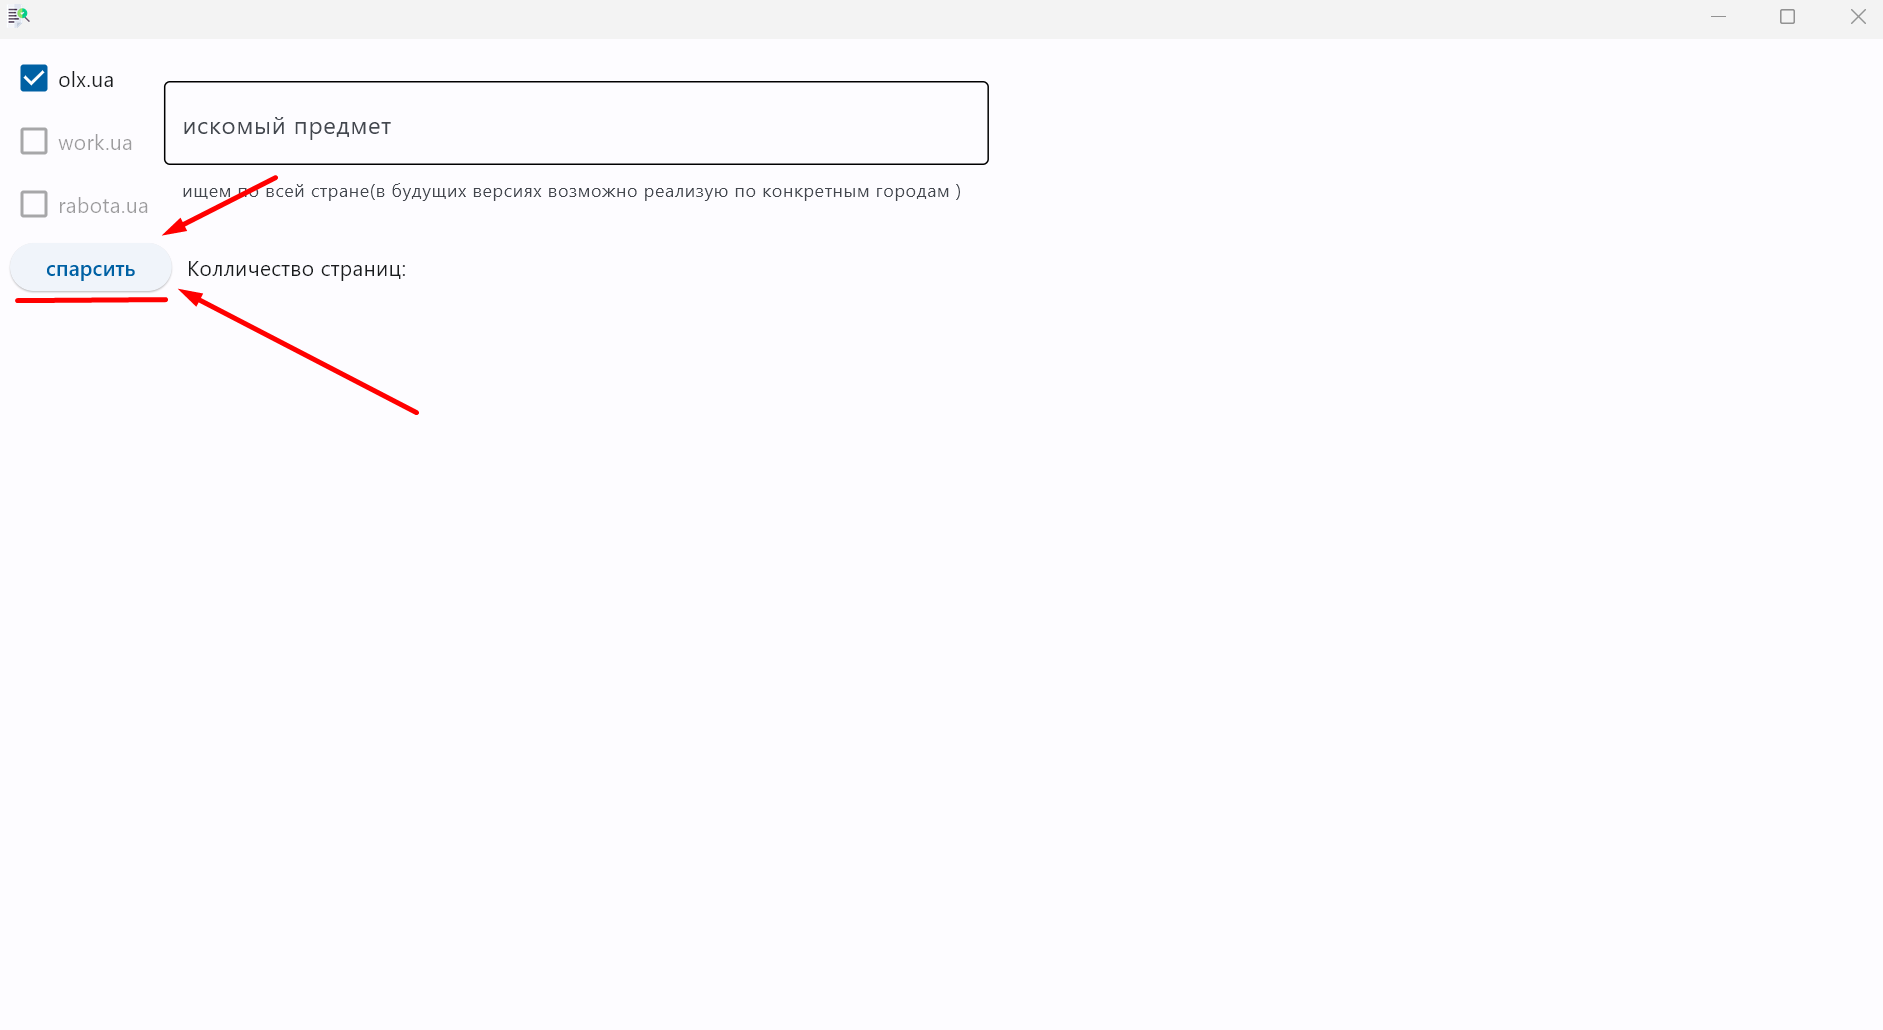 olx.ua
искомый предмет
work.ua
ищем по всей стране(в будущих версиях возможно реализую по конкретным городам )
rabota.ua
спарсить
Колличество страниц: